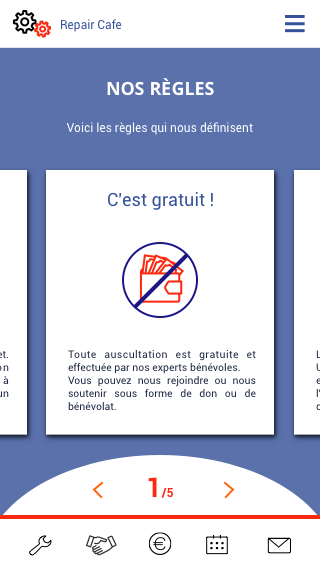 Repair Cafe
NOS RÈGLES
Voici les règles qui nous définisent
C'est gratuit !
Toute auscultation est gratuite et
effectuée par nos experts bénévoles.
Vous pouvez nous rejoindre ou nous
soutenir sous forme de don ou de
bénévolat.
1/5